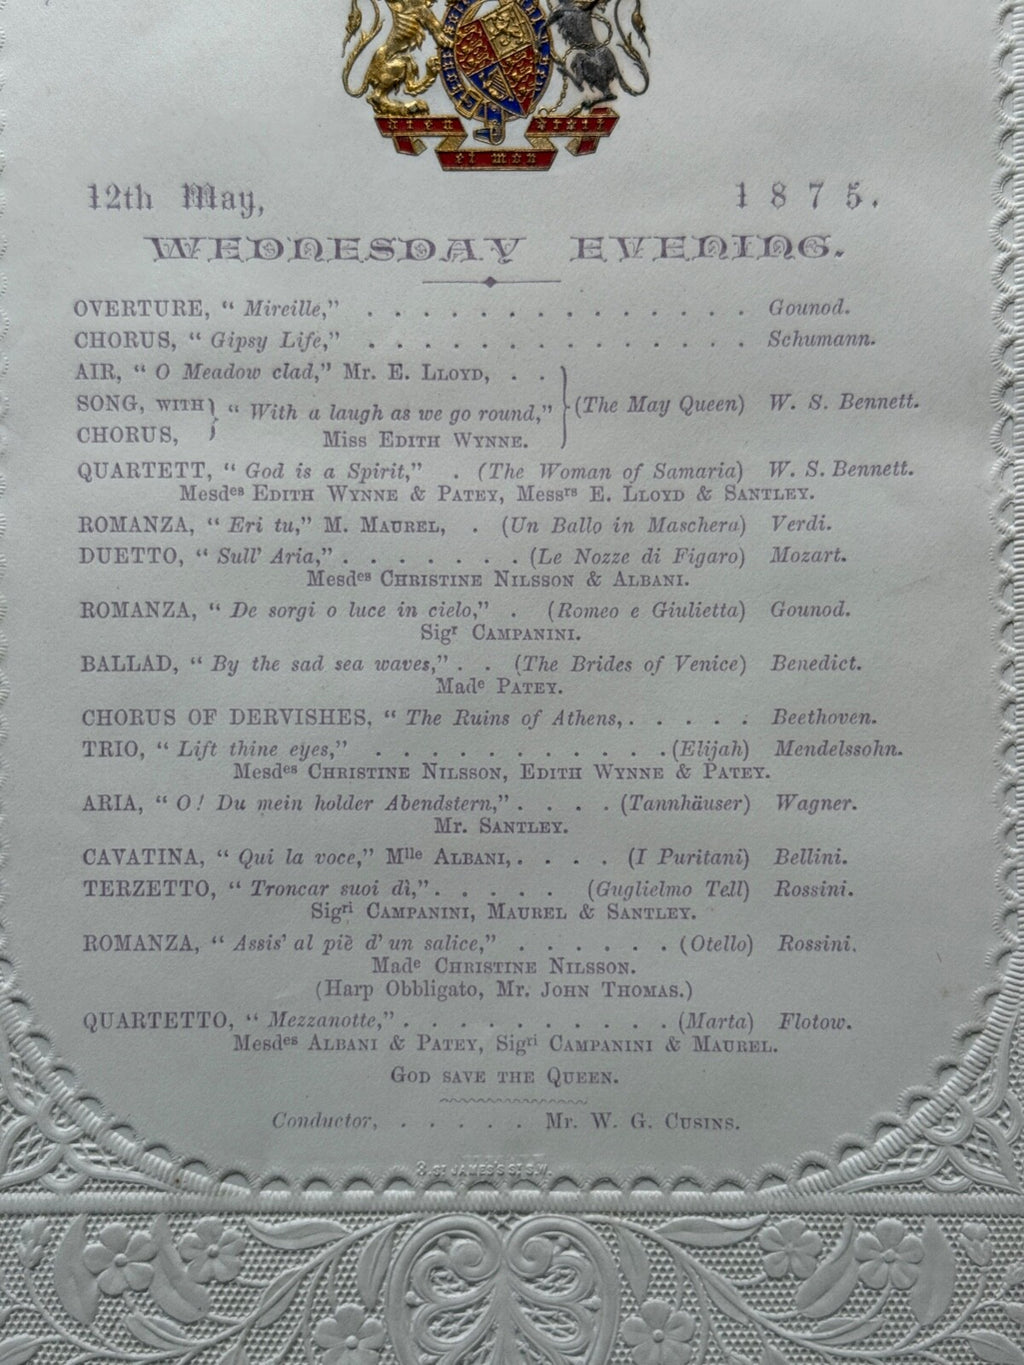 DIEU ET MON DROIT
12th May, 1875.
WEDNESDAY EVENING.
OVERTURE, “ Mireille,” . . . . . . . . . . . . . . Gounod.
CHORUS, “ Gipsy Life,” . . . . . . . . . . . . . . Schumann.
AIR, “ O Meadow clad,” Mr. E. LLOYD, . .
SONG, WITH CHORUS, } “ With a laugh as we go round,” } (The May Queen) W. S. Bennett.
Miss EDITH WYNNE.
QUARTETT, “ God is a Spirit,” . (The Woman of Samaria) W. S. Bennett.
Mesdes EDITH WYNNE & PATEY, Messrs E. LLOYD & SANTLEY.
ROMANZA, “ Eri tu,” M. MAUREL, . (Un Ballo in Maschera) Verdi.
DUETTO, “ Sull’ Aria,” . . . . . . . (Le Nozze di Figaro) Mozart.
Mesdes CHRISTINE NILSSON & ALBANI.
ROMANZA, “ De sorgi o luce in cielo,” . (Romeo e Giulietta) Gounod.
Sigr CAMPANINI.
BALLAD, “ By the sad sea waves,” . . (The Brides of Venice) Benedict.
Made PATEY.
CHORUS OF DERVISHES, “ The Ruins of Athens, . . . . . Beethoven.
TRIO, “ Lift thine eyes,” . . . . . . . . . . . (Elijah) Mendelssohn.
Mesdes CHRISTINE NILSSON, EDITH WYNNE & PATEY.
ARIA, “ O! Du mein holder Abendstern,” . . . . (Tannhäuser) Wagner.
Mr. SANTLEY.
CAVATINA, “ Qui la voce,” Mlle ALBANI, . . . . (I Puritani) Bellini.
TERZETTO, “ Troncar suoi dì,” . . . . . (Guglielmo Tell) Rossini.
Sigri CAMPANINI, MAUREL & SANTLEY.
ROMANZA, “ Assis’ al piè d’ un salice,” . . . . . . (Otello) Rossini.
Made CHRISTINE NILSSON.
(Harp Obbligato, Mr. JOHN THOMAS.)
QUARTETTO, “ Mezzanotte,” . . . . . . . . . . (Marta) Flotow.
Mesdes ALBANI & PATEY, Sigri CAMPANINI & MAUREL.
GOD SAVE THE QUEEN.
Conductor, . . . . . Mr. W. G. CUSINS.
8. ST JAMES'S ST S.W.